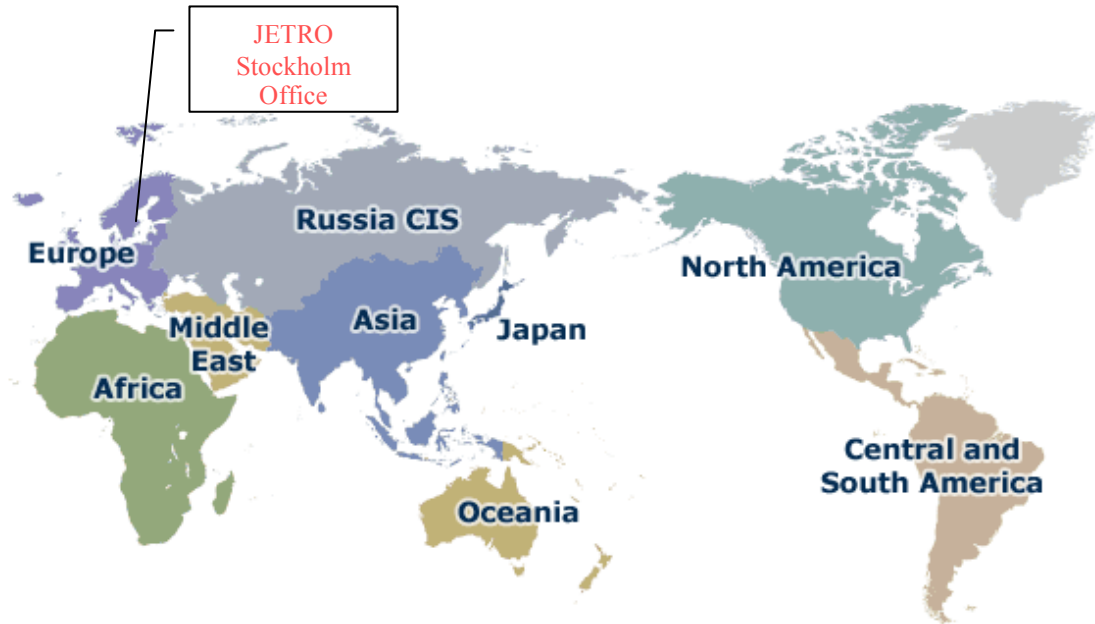 JETRO
Stockholm
Office
Russia CIS
Europe
North America
Middle
East
Asia
Japan
Africa
Central and
South America
Oceania